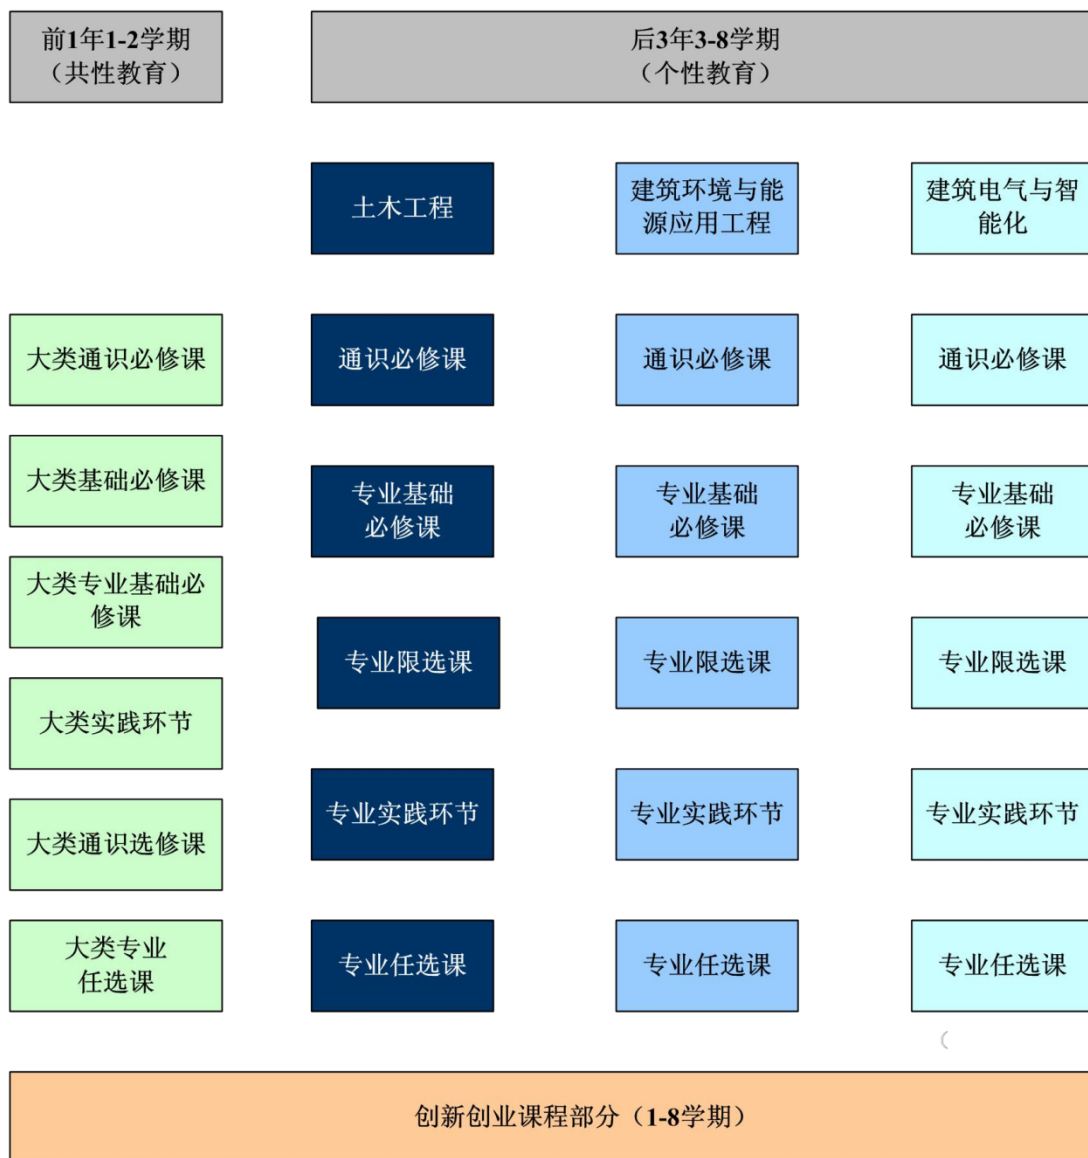 前1年1-2学期
（共性教育）
后3年3-8学期
（个性教育）
土木工程
建筑环境与能
源应用工程
建筑电气与智
能化
大类通识必修课
通识必修课
通识必修课
通识必修课
大类基础必修课
专业基础
必修课
专业基础
必修课
专业基础
必修课
大类专业基础必
修课
专业限选课
专业限选课
专业限选课
大类实践环节
专业实践环节
专业实践环节
专业实践环节
大类通识选修课
大类专业
任选课
专业任选课
专业任选课
专业任选课
（
创新创业课程部分（1-8学期）